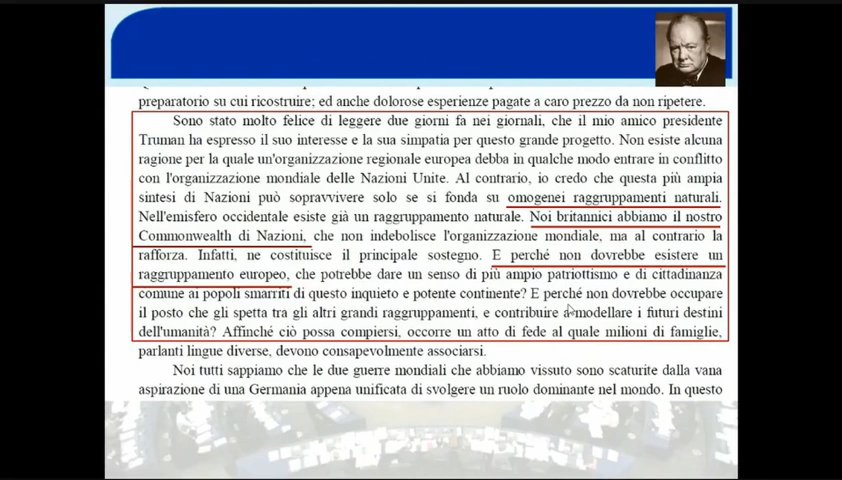 preparatorio su cui ricostruire; ed anche dolorose esperienze pagate a caro prezzo da non ripetere.
Sono stato molto felice di leggere due giorni fa nei giornali, che il mio amico presidente
Truman ha espresso il suo interesse e la sua simpatia per questo grande progetto. Non esiste alcuna
ragione per la quale un'organizzazione regionale europea debba in qualche modo entrare in conflitto
con l'organizzazione mondiale delle Nazioni Unite. Al contrario, io credo che questa più ampia
sintesi di Nazioni può sopravvivere solo se si fonda su omogenei raggruppamenti naturali.
Nell'emisfero occidentale esiste già un raggruppamento naturale. Noi britannici abbiamo il nostro
Commonwealth di Nazioni, che non indebolisce l'organizzazione mondiale, ma al contrario la
rafforza. Infatti, ne costituisce il principale sostegno. E perché non dovrebbe esistere un
raggruppamento europeo, che potrebbe dare un senso di più ampio patriottismo e di cittadinanza
comune ai popoli smarriti di questo inquieto e potente continente? E perché non dovrebbe occupare
il posto che gli spetta tra gli altri grandi raggruppamenti, e contribuire a modellare i futuri destini
dell'umanità? Affinché ciò possa compiersi, occorre un atto di fede al quale milioni di famiglie,
parlanti lingue diverse, devono consapevolmente associarsi.
Noi tutti sappiamo che le due guerre mondiali che abbiamo vissuto sono scaturite dalla vana
aspirazione di una Germania appena unificata di svolgere un ruolo dominante nel mondo. In questo